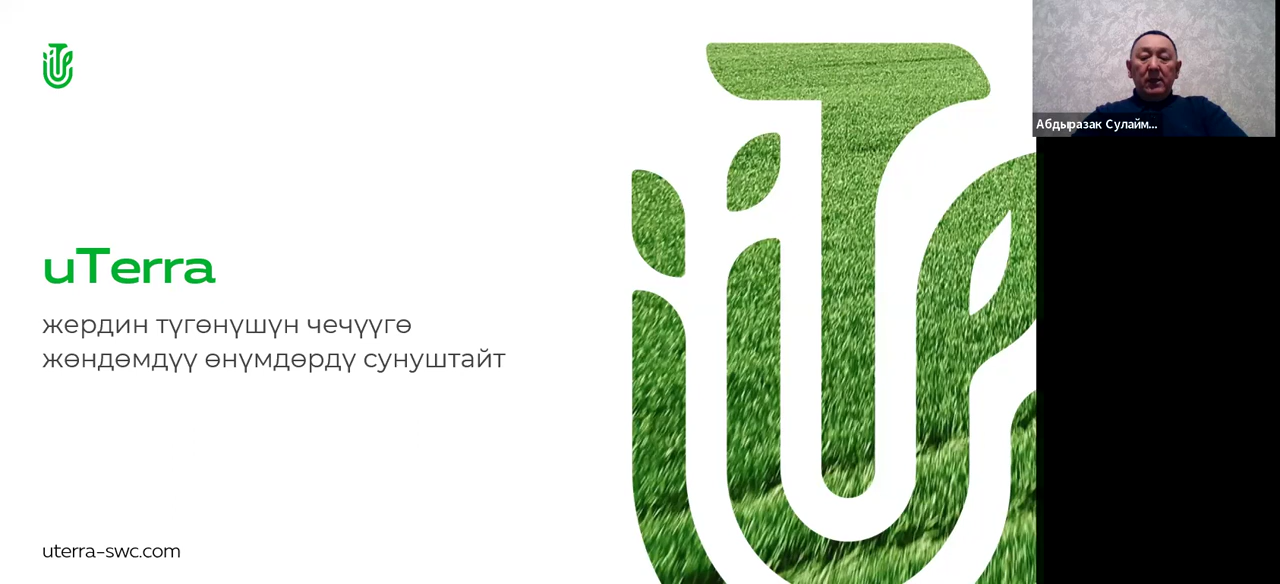 uTerra
жердин түгөнүшүн чечүүгө
жөндөмдүү өнүмдөрдү сунуштайт
uterra-swc.com
Абдыразак Сулайм...